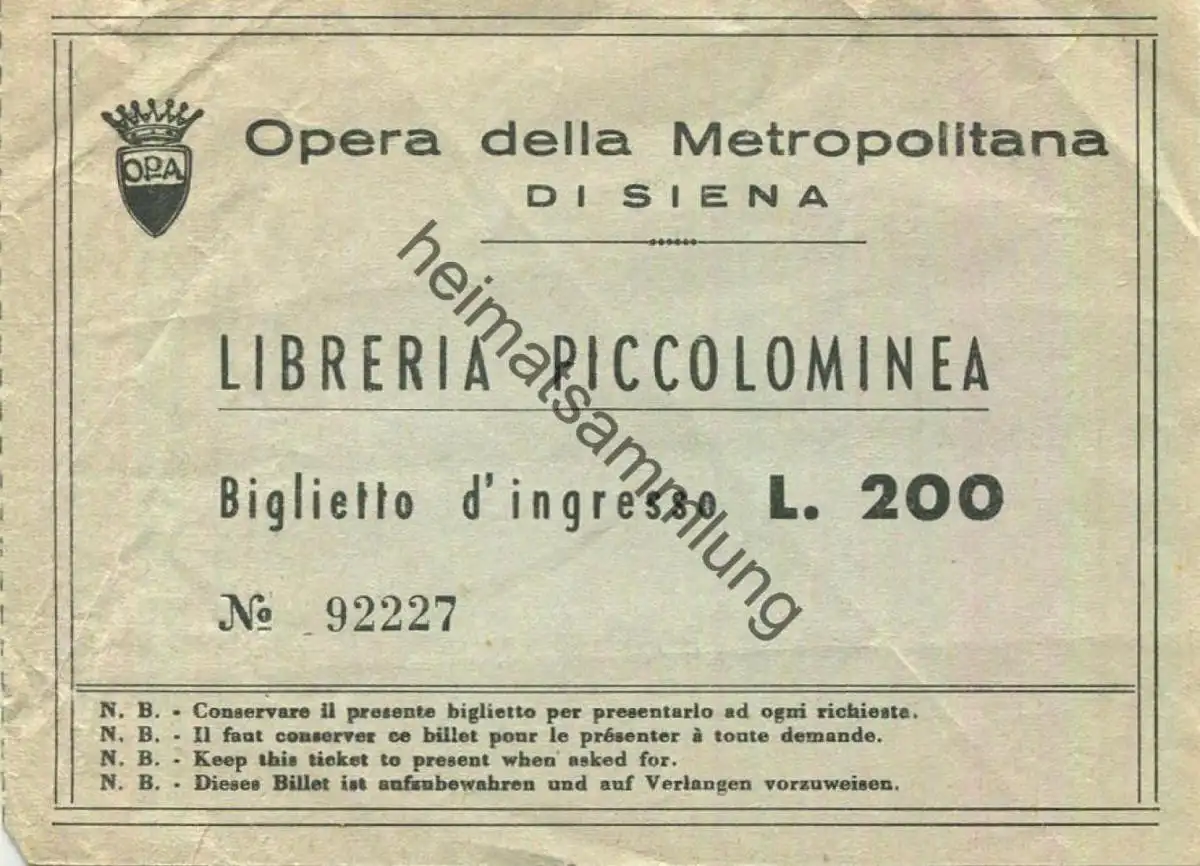 OPA
Opera della Metropolitana
DI SIENA
LIBRERIA PICCOLOMINEA
Biglietto d'ingresso L. 200
№ 92227
N. B. - Conservare il presente biglietto per presentarlo ad ogni richiesta.
N. B. - Il faut conserver ce billet pour le présenter à toute demande.
N. B. - Keep this ticket to present when asked for.
N. B. - Dieses Billet ist aufzubewahren und auf Verlangen vorzuweisen.
heimatsammlung